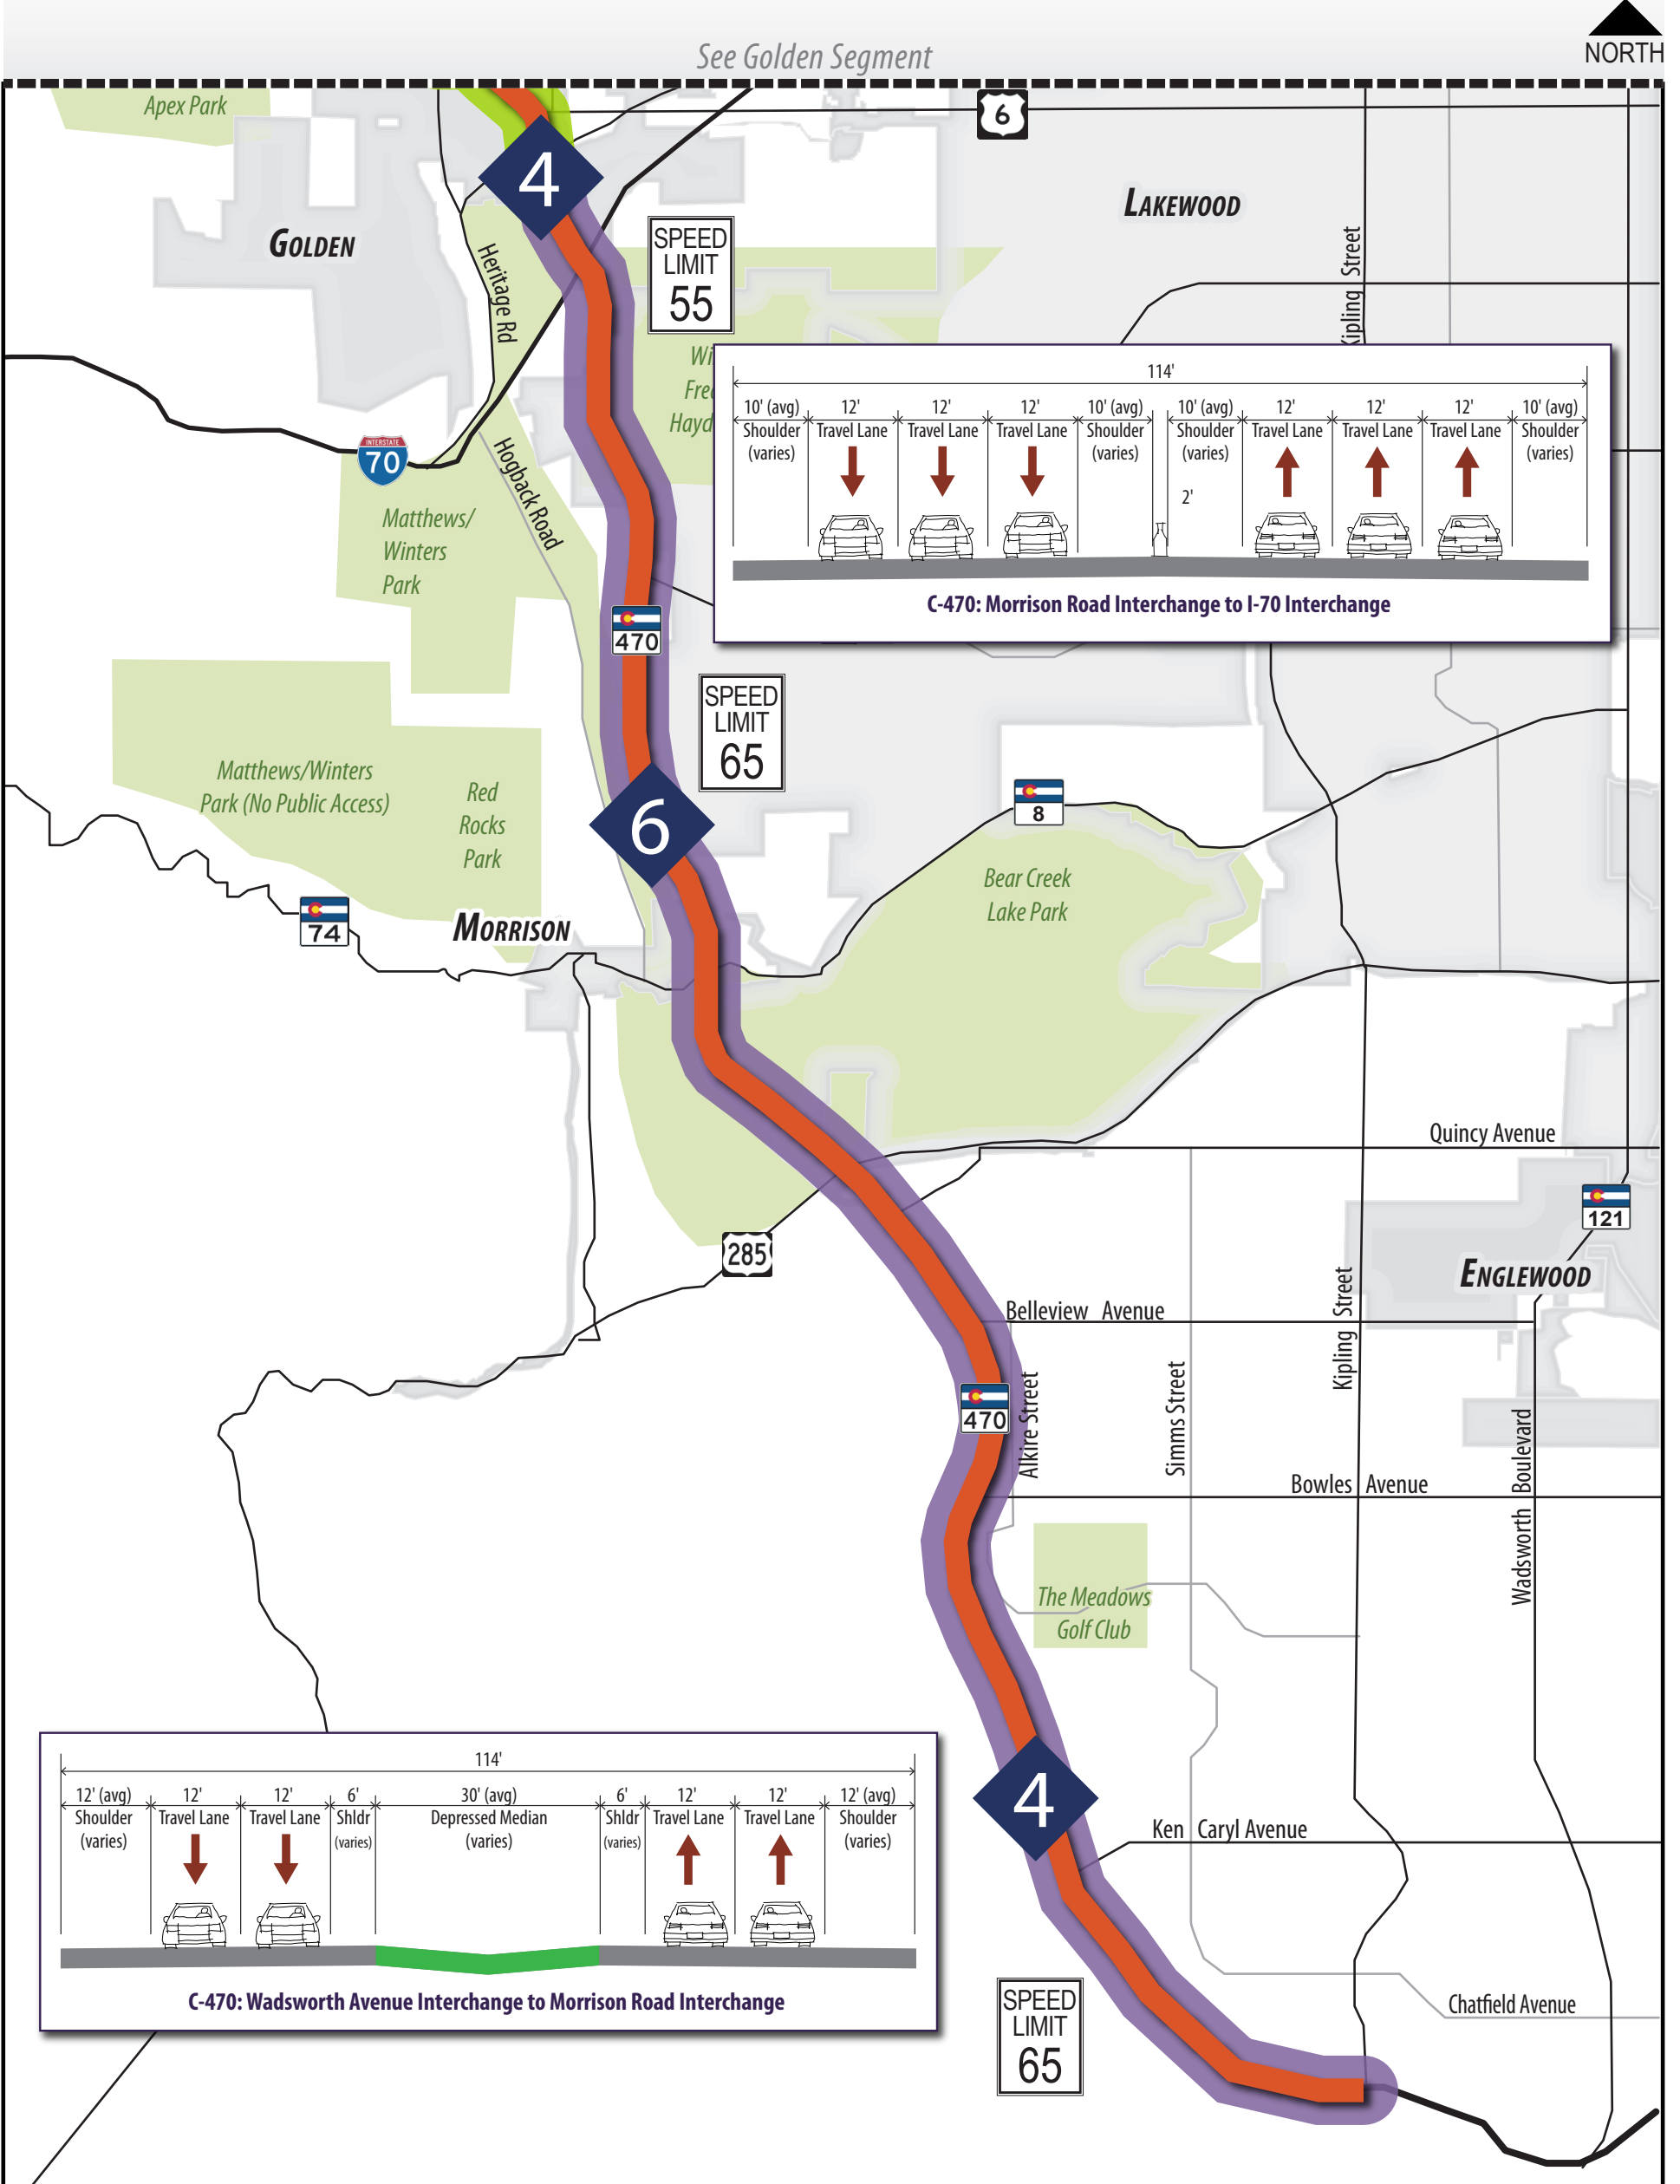 NORTH
See Golden Segment
Apex Park
6
4
LAKEWOOD
GOLDEN
Heritage Rd
SPEED
LIMIT
55
Kipling Street
Hogback Road
INTERSTATE
70
114'
10' (avg) 12' 12' 12' 10' (avg) 10' (avg) 12' 12' 12' 10' (avg)
Shoulder Travel Lane Travel Lane Travel Lane Shoulder Shoulder Travel Lane Travel Lane Travel Lane Shoulder
(varies) (varies) (varies) (varies)
2'
C-470: Morrison Road Interchange to I-70 Interchange
Matthews/
Winters
Park
470
SPEED
LIMIT
65
Matthews/Winters
Park (No Public Access)
Red
Rocks
Park
6
8
Bear Creek
Lake Park
74
MORRISON
Quincy Avenue
121
285
ENGLEWOOD
Belleview Avenue
Kipling Street
470
Alkire Street
Simms Street
Wadsworth Boulevard
Bowles Avenue
The Meadows
Golf Club
4
Ken Caryl Avenue
114'
12' (avg) 12' 12' 6' 30' (avg) 6' 12' 12' 12' (avg)
Shoulder Travel Lane Travel Lane Shldr Depressed Median Shldr Travel Lane Travel Lane Shoulder
(varies) (varies) (varies) (varies) (varies)
C-470: Wadsworth Avenue Interchange to Morrison Road Interchange
SPEED
LIMIT
65
Chatfield Avenue